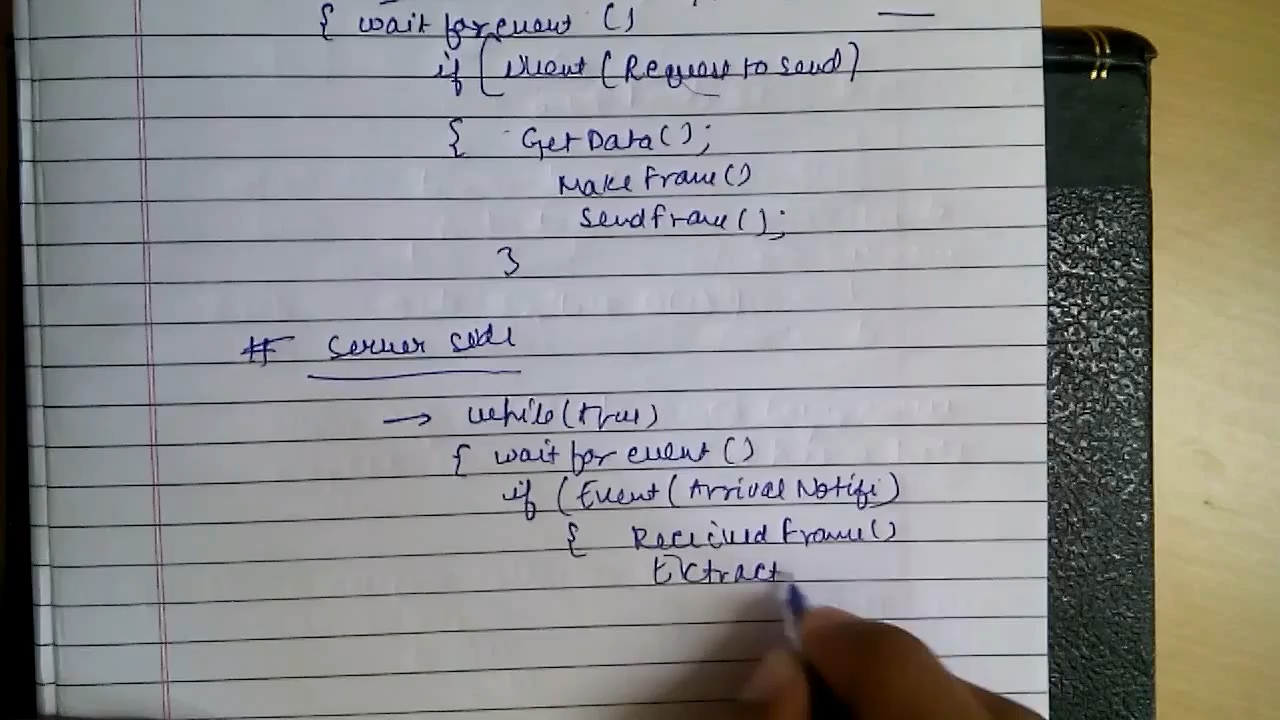 { wait for event ()
if (Event (Request to send)
{ Get Data();
Make Frame()
Send frame();
}
# Server side
→ while(true)
{ wait for event ()
if (Event (Arrival Notifi)
{ Received Frame()
Extract